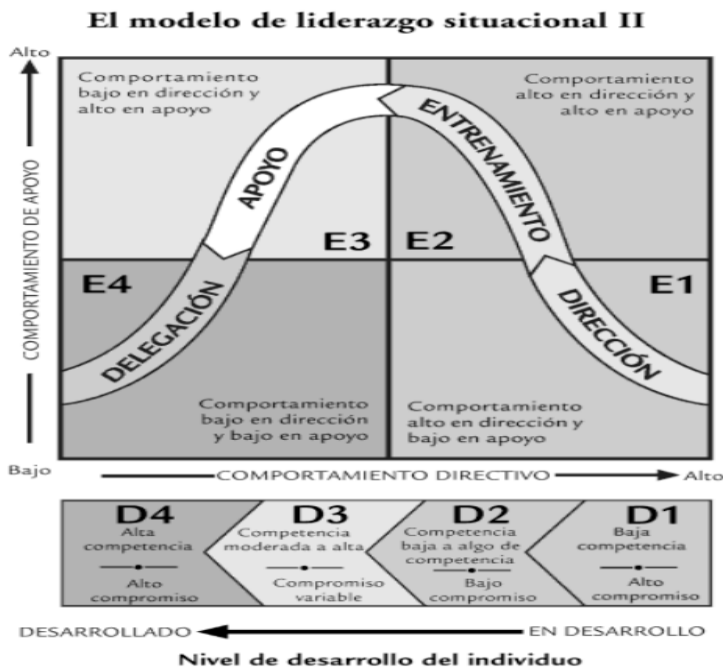 El modelo de liderazgo situacional II
Alto
Comportamiento
bajo en dirección y
alto en apoyo
Comportamiento
alto en dirección y
alto en apoyo
COMPORTAMIENTO DE APOYO
APOYO
ENTRENAMIENTO
E3
E2
E4
E1
DELEGACIÓN
DIRECCIÓN
Comportamiento
bajo en dirección
y bajo en apoyo
Comportamiento
alto en dirección y
bajo en apoyo
Bajo
COMPORTAMIENTO DIRECTIVO
Alto
D4
Alta
competencia
Alto
compromiso
D3
Competencia
moderada a alta
Compromiso
variable
D2
Competencia
baja a algo de
competencia
Bajo
compromiso
D1
Baja
competencia
Alto
compromiso
DESARROLLADO
EN DESARROLLO
Nivel de desarrollo del individuo